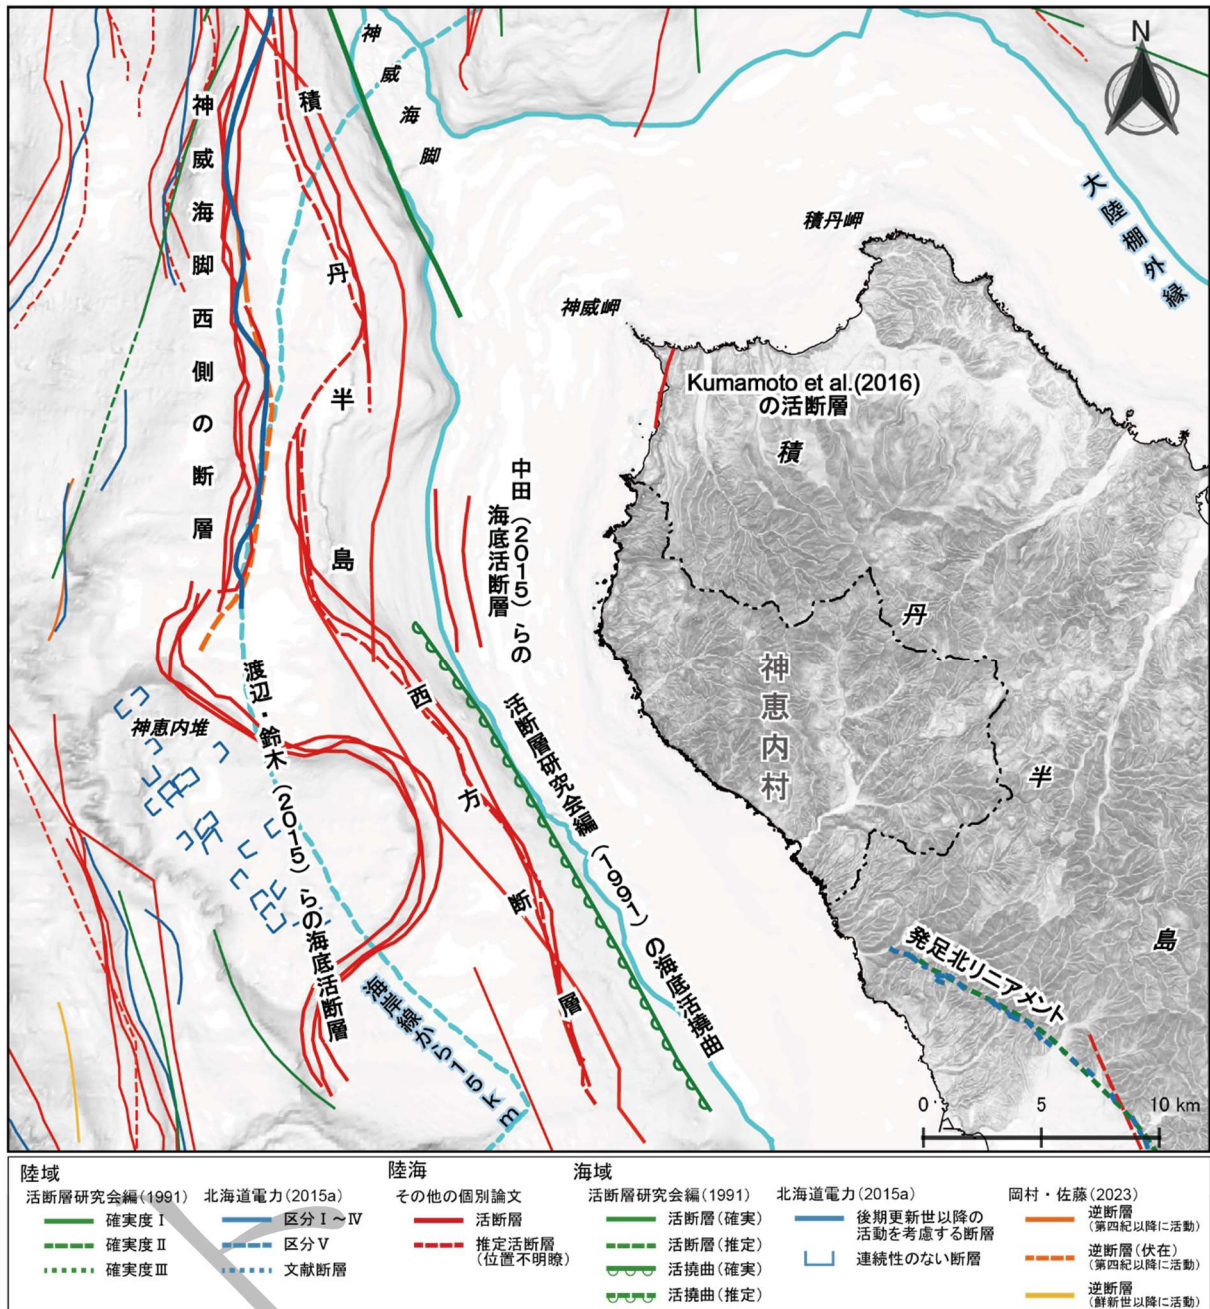 N
神威海脚
神威海脚西側の断層
積丹半島西方断層
大陸棚外縁
積丹岬
神威岬
Kumamoto et al.(2016)
の活断層
積丹半島
中田(2015)らの
海底活断層
神恵内村
渡辺・鈴木(2015)らの海底活断層
神恵内堆
活断層研究会編(1991)の海底活撓曲
発足北リニアメント
海岸線から15km
0 5 10 km
陸域
活断層研究会編(1991)
確実度Ⅰ
確実度Ⅱ
確実度Ⅲ
北海道電力(2015a)
区分Ⅰ～Ⅳ
区分Ⅴ
文献断層
陸海
その他の個別論文
活断層
推定活断層
(位置不明瞭)
海域
活断層研究会編(1991)
活断層(確実)
活断層(推定)
活撓曲(確実)
活撓曲(推定)
北海道電力(2015a)
後期更新世以降の
活動を考慮する断層
連続性のない断層
岡村・佐藤(2023)
逆断層
(第四紀以降に活動)
逆断層(伏在)
(第四紀以降に活動)
逆断層
(鮮新世以降に活動)